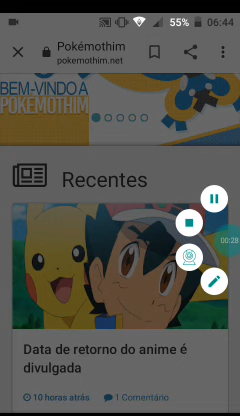 55% 06:44
Pokémothim
pokemothim.net
BEM-VINDO A
POKEMOTHIM
Recentes
00:28
Data de retorno do anime é
divulgada
10 horas atrás 1 Comentário